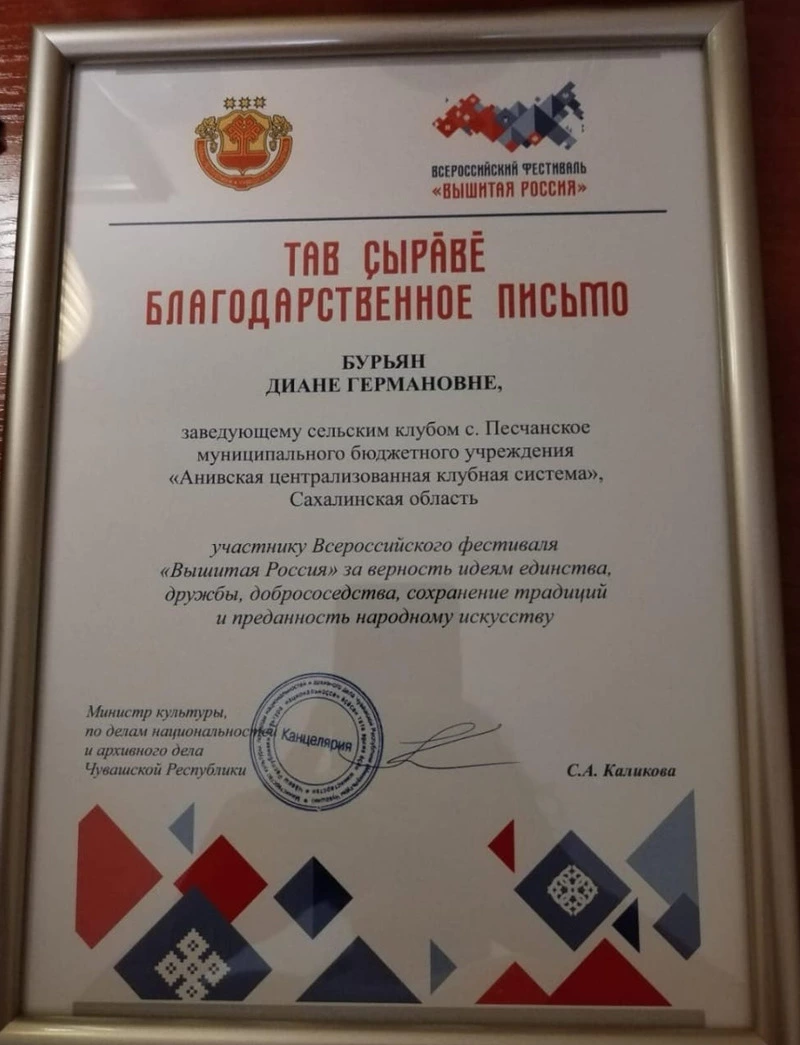 ВСЕРОССИЙСКИЙ ФЕСТИВАЛЬ
«ВЫШИТАЯ РОССИЯ»
ТАВ ҪЫРӐВӖ
БЛАГОДАРСТВЕННОЕ ПИСЬМО
БУРЬЯН
ДИАНЕ ГЕРМАНОВНЕ,
заведующему сельским клубом с. Песчанское
муниципального бюджетного учреждения
«Анивская централизованная клубная система»,
Сахалинская область
участнику Всероссийского фестиваля
«Вышитая Россия» за верность идеям единства,
дружбы, добрососедства, сохранение традиций
и преданность народному искусству
Министр культуры,
по делам национальностей
и архивного дела
Чувашской Республики
Канцелярия
С.А. Каликова